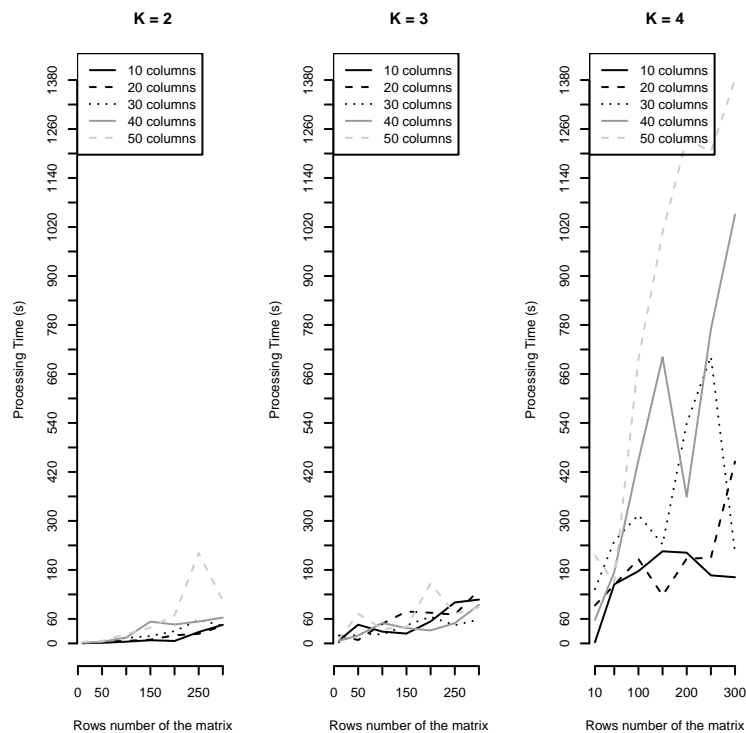 K = 2
10 columns
20 columns
30 columns
40 columns
50 columns
Processing Time (s)
0
60
180
300
420
540
660
780
900
1020
1140
1260
1380
0
50
150
250
Rows number of the matrix
K = 3
10 columns
20 columns
30 columns
40 columns
50 columns
Processing Time (s)
0
60
180
300
420
540
660
780
900
1020
1140
1260
1380
0
50
150
250
Rows number of the matrix
K = 4
10 columns
20 columns
30 columns
40 columns
50 columns
Processing Time (s)
0
60
180
300
420
540
660
780
900
1020
1140
1260
1380
10
100
200
300
Rows number of the matrix